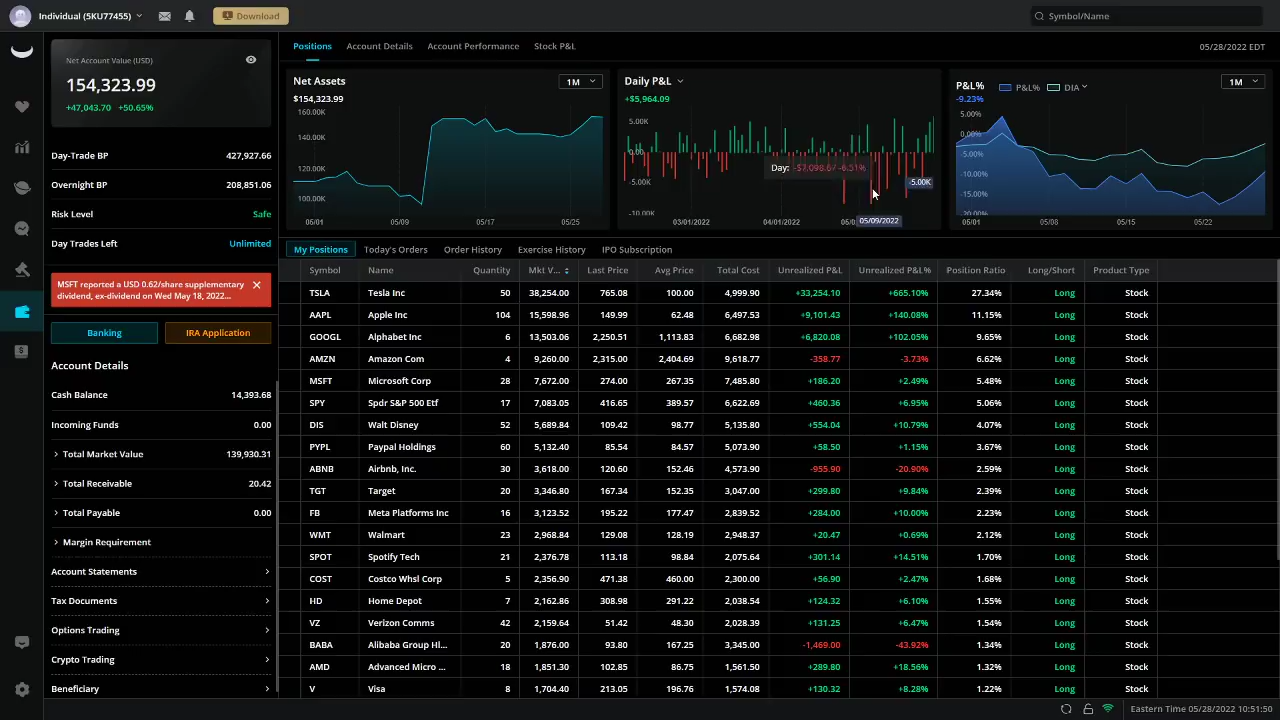 Individual (5KU77455)
Download
Symbol/Name
Net Account Value (USD)
154,323.99
+47,043.70 +50.65%
Day-Trade BP 427,927.66
Overnight BP 208,851.06
Risk Level Safe
Day Trades Left Unlimited
MSFT reported a USD 0.62/share supplementary
dividend, ex-dividend on Wed May 18, 2022...
Banking IRA Application
Account Details
Cash Balance 14,393.68
Incoming Funds 0.00
Total Market Value 139,930.31
Total Receivable 20.42
Total Payable 0.00
Margin Requirement
Account Statements
Tax Documents
Options Trading
Crypto Trading
Beneficiary
Positions Account Details Account Performance Stock P&L
05/28/2022 EDT
Net Assets 1M
$154,323.99
160.00K
140.00K
120.00K
100.00K
05/01 05/09 05/17 05/25
Daily P&L
+$5,964.09
5.00K
0.00
-5.00K
-10.00K
Day: -$7,098.67 -6.51%
-5.00K
03/01/2022 04/01/2022
05/09/2022
P&L% P&L% DIA 1M
-9.23%
5.00%
0.00%
-5.00%
-10.00%
-15.00%
-20.00%
05/01 05/08 05/15 05/22
My Positions Today's Orders Order History Exercise History IPO Subscription
Symbol Name Quantity Mkt V... Last Price Avg Price Total Cost Unrealized P&L Unrealized P&L% Position Ratio Long/Short Product Type
TSLA Tesla Inc 50 38,254.00 765.08 100.00 4,999.90 +33,254.10 +665.10% 27.34% Long Stock
AAPL Apple Inc 104 15,598.96 149.99 62.48 6,497.53 +9,101.43 +140.08% 11.15% Long Stock
GOOGL Alphabet Inc 6 13,503.06 2,250.51 1,113.83 6,682.98 +6,820.08 +102.05% 9.65% Long Stock
AMZN Amazon Com 4 9,260.00 2,315.00 2,404.69 9,618.77 -358.77 -3.73% 6.62% Long Stock
MSFT Microsoft Corp 28 7,672.00 274.00 267.35 7,485.80 +186.20 +2.49% 5.48% Long Stock
SPY Spdr S&P 500 Etf 17 7,083.05 416.65 389.57 6,622.69 +460.36 +6.95% 5.06% Long Stock
DIS Walt Disney 52 5,689.84 109.42 98.77 5,135.80 +554.04 +10.79% 4.07% Long Stock
PYPL Paypal Holdings 60 5,132.40 85.54 84.57 5,073.90 +58.50 +1.15% 3.67% Long Stock
ABNB Airbnb, Inc. 30 3,618.00 120.60 152.46 4,573.90 -955.90 -20.90% 2.59% Long Stock
TGT Target 20 3,346.80 167.34 152.35 3,047.00 +299.80 +9.84% 2.39% Long Stock
FB Meta Platforms Inc 16 3,123.52 195.22 177.47 2,839.52 +284.00 +10.00% 2.23% Long Stock
WMT Walmart 23 2,968.84 129.08 128.19 2,948.37 +20.47 +0.69% 2.12% Long Stock
SPOT Spotify Tech 21 2,376.78 113.18 98.84 2,075.64 +301.14 +14.51% 1.70% Long Stock
COST Costco Whsl Corp 5 2,356.90 471.38 460.00 2,300.00 +56.90 +2.47% 1.68% Long Stock
HD Home Depot 7 2,162.86 308.98 291.22 2,038.54 +124.32 +6.10% 1.55% Long Stock
VZ Verizon Comms 42 2,159.64 51.42 48.30 2,028.39 +131.25 +6.47% 1.54% Long Stock
BABA Alibaba Group Hl... 20 1,876.00 93.80 167.25 3,345.00 -1,469.00 -43.92% 1.34% Long Stock
AMD Advanced Micro ... 18 1,851.30 102.85 86.75 1,561.50 +289.80 +18.56% 1.32% Long Stock
V Visa 8 1,704.40 213.05 196.76 1,574.08 +130.32 +8.28% 1.22% Long Stock
Eastern Time 05/28/2022 10:51:50